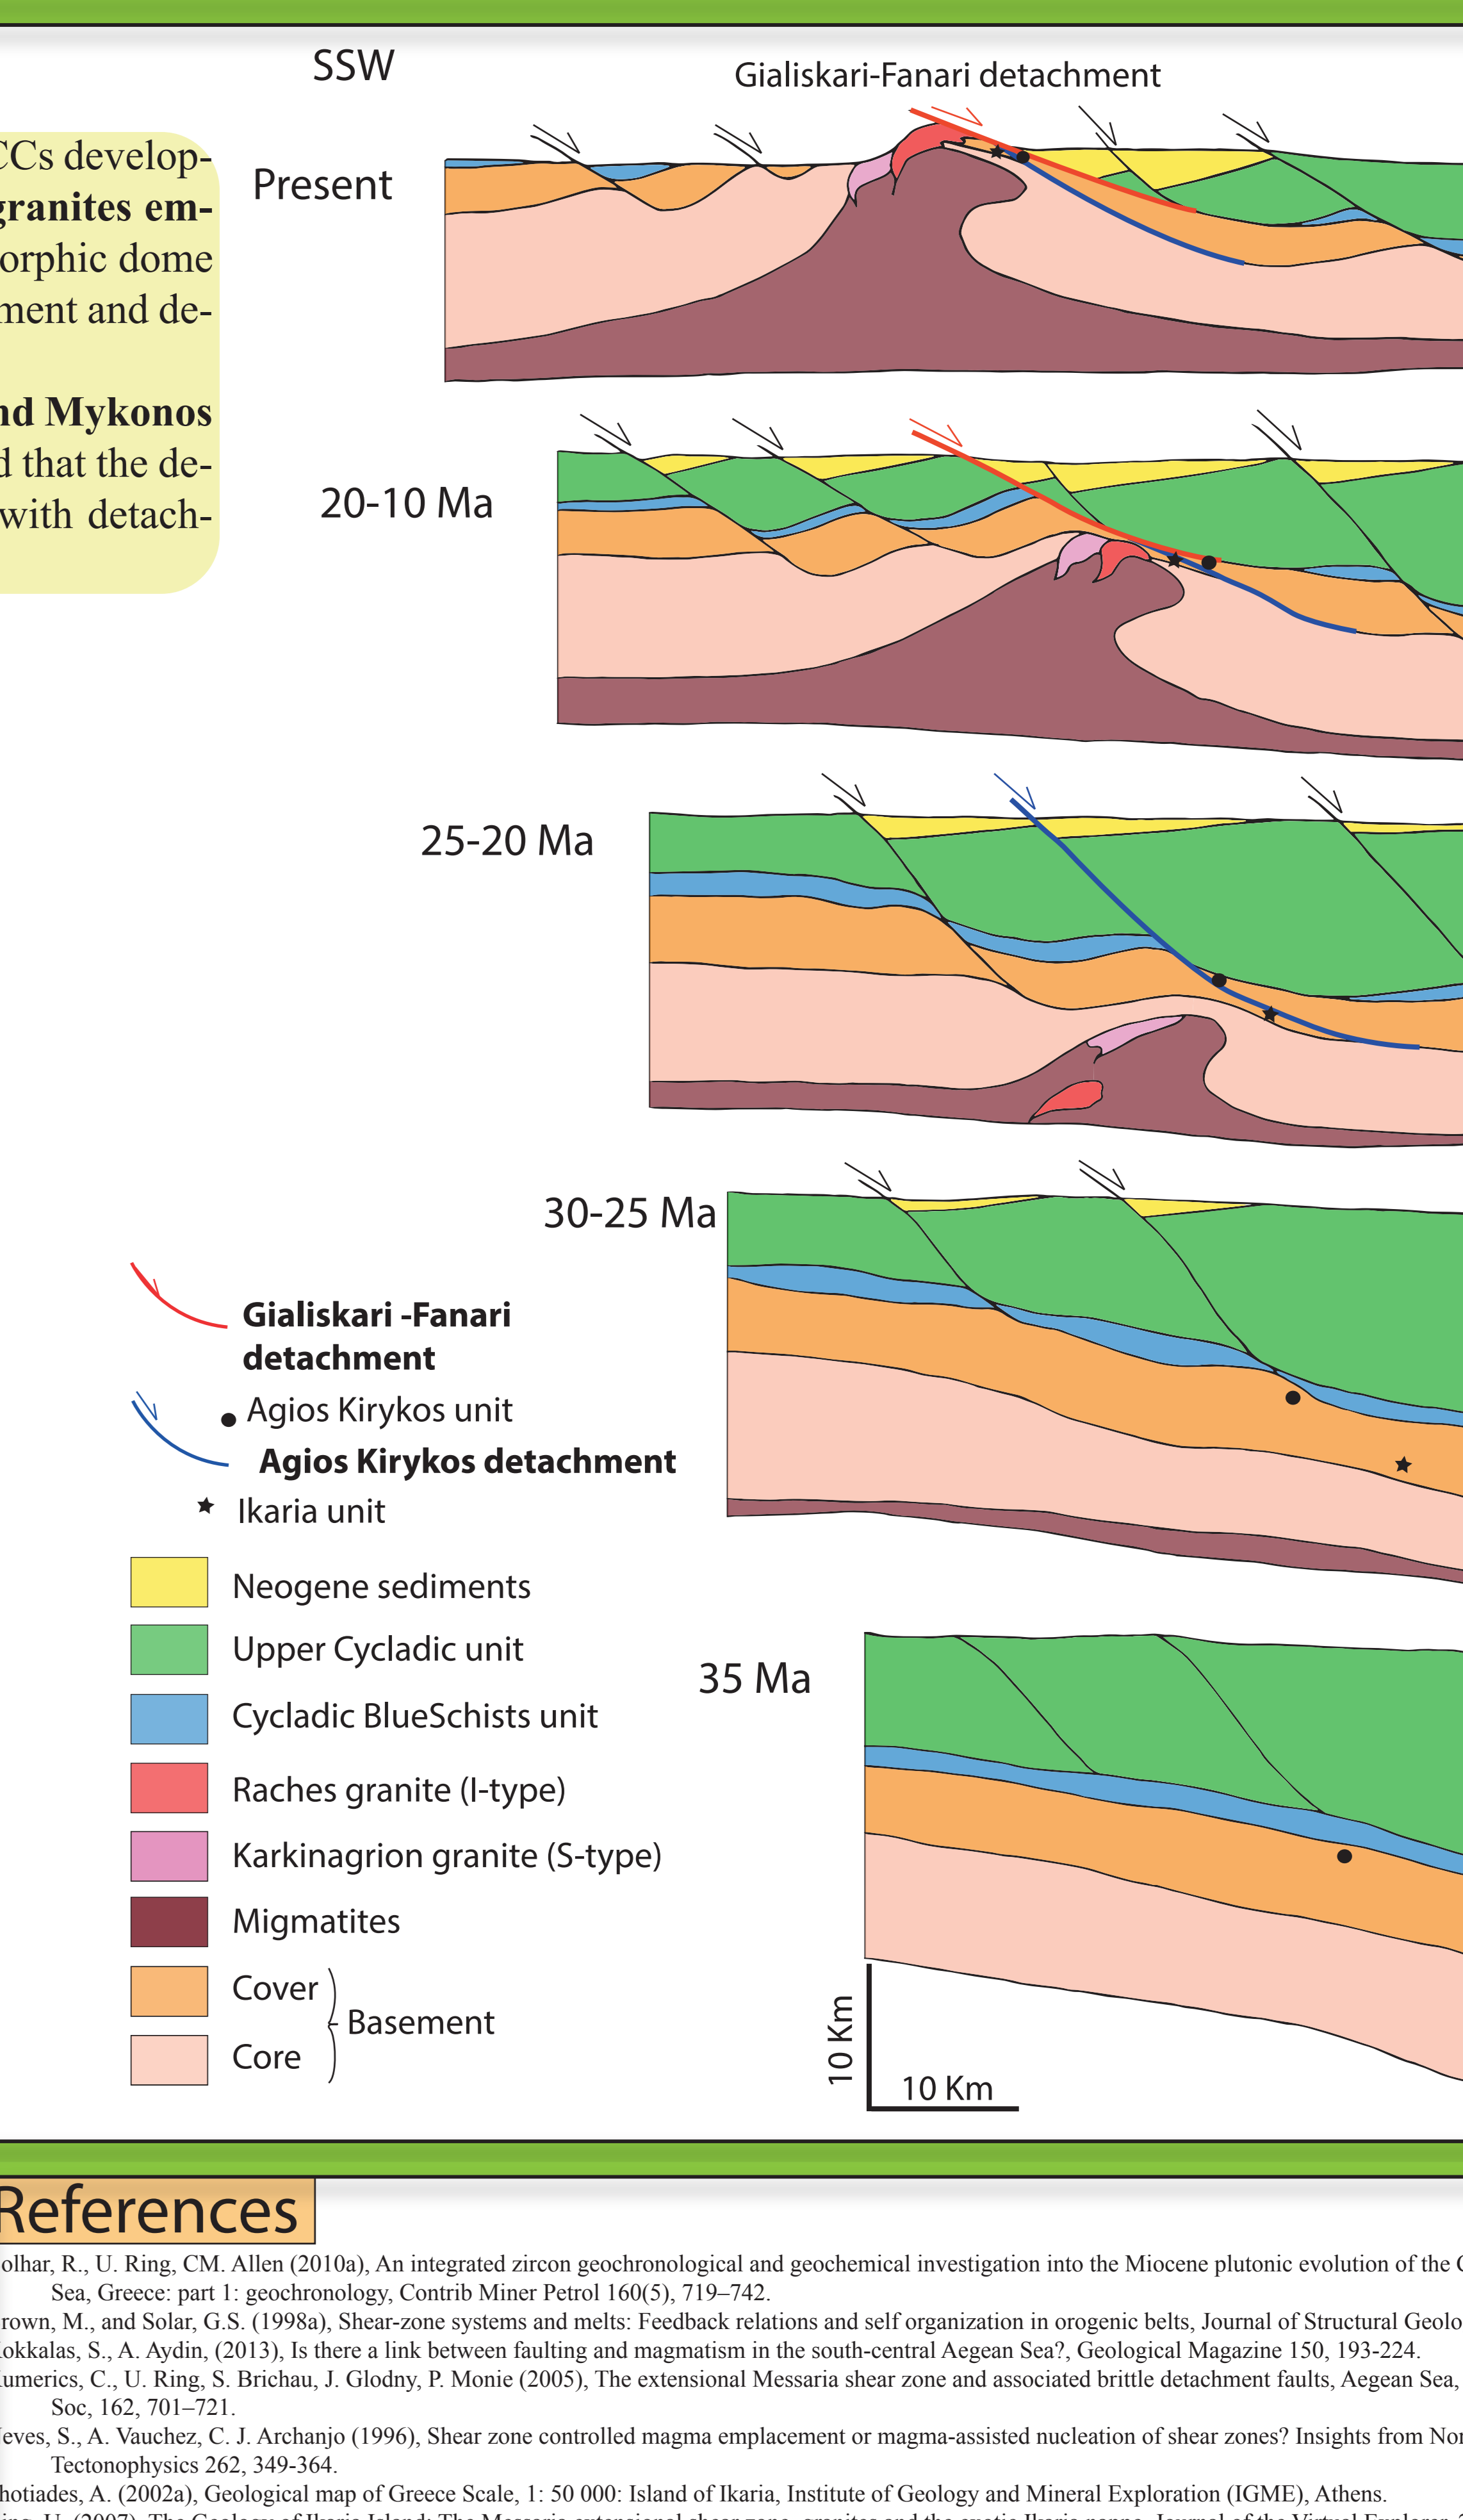 SSW
Gialiskari-Fanari detachment
CCs develop-
granites em-
orphic dome
ment and de-
nd Mykonos
d that the de-
with detach-
Present
20-10 Ma
25-20 Ma
30-25 Ma
35 Ma
Gialiskari -Fanari
detachment
Agios Kirykos unit
Agios Kirykos detachment
Ikaria unit
Neogene sediments
Upper Cycladic unit
Cycladic BlueSchists unit
Raches granite (I-type)
Karkinagrion granite (S-type)
Migmatites
Cover
Basement
Core
10 Km
10 Km
References
olhar, R., U. Ring, CM. Allen (2010a), An integrated zircon geochronological and geochemical investigation into the Miocene plutonic evolution of the
Sea, Greece: part 1: geochronology, Contrib Miner Petrol 160(5), 719–742.
rown, M., and Solar, G.S. (1998a), Shear-zone systems and melts: Feedback relations and self organization in orogenic belts, Journal of Structural Geolo
okkalas, S., A. Aydin, (2013), Is there a link between faulting and magmatism in the south-central Aegean Sea?, Geological Magazine 150, 193-224.
umerics, C., U. Ring, S. Brichau, J. Glodny, P. Monie (2005), The extensional Messaria shear zone and associated brittle detachment faults, Aegean Sea,
Soc, 162, 701–721.
eves, S., A. Vauchez, C. J. Archanjo (1996), Shear zone controlled magma emplacement or magma-assisted nucleation of shear zones? Insights from Nor
Tectonophysics 262, 349-364.
hotiades, A. (2002a), Geological map of Greece Scale, 1: 50 000: Island of Ikaria, Institute of Geology and Mineral Exploration (IGME), Athens.